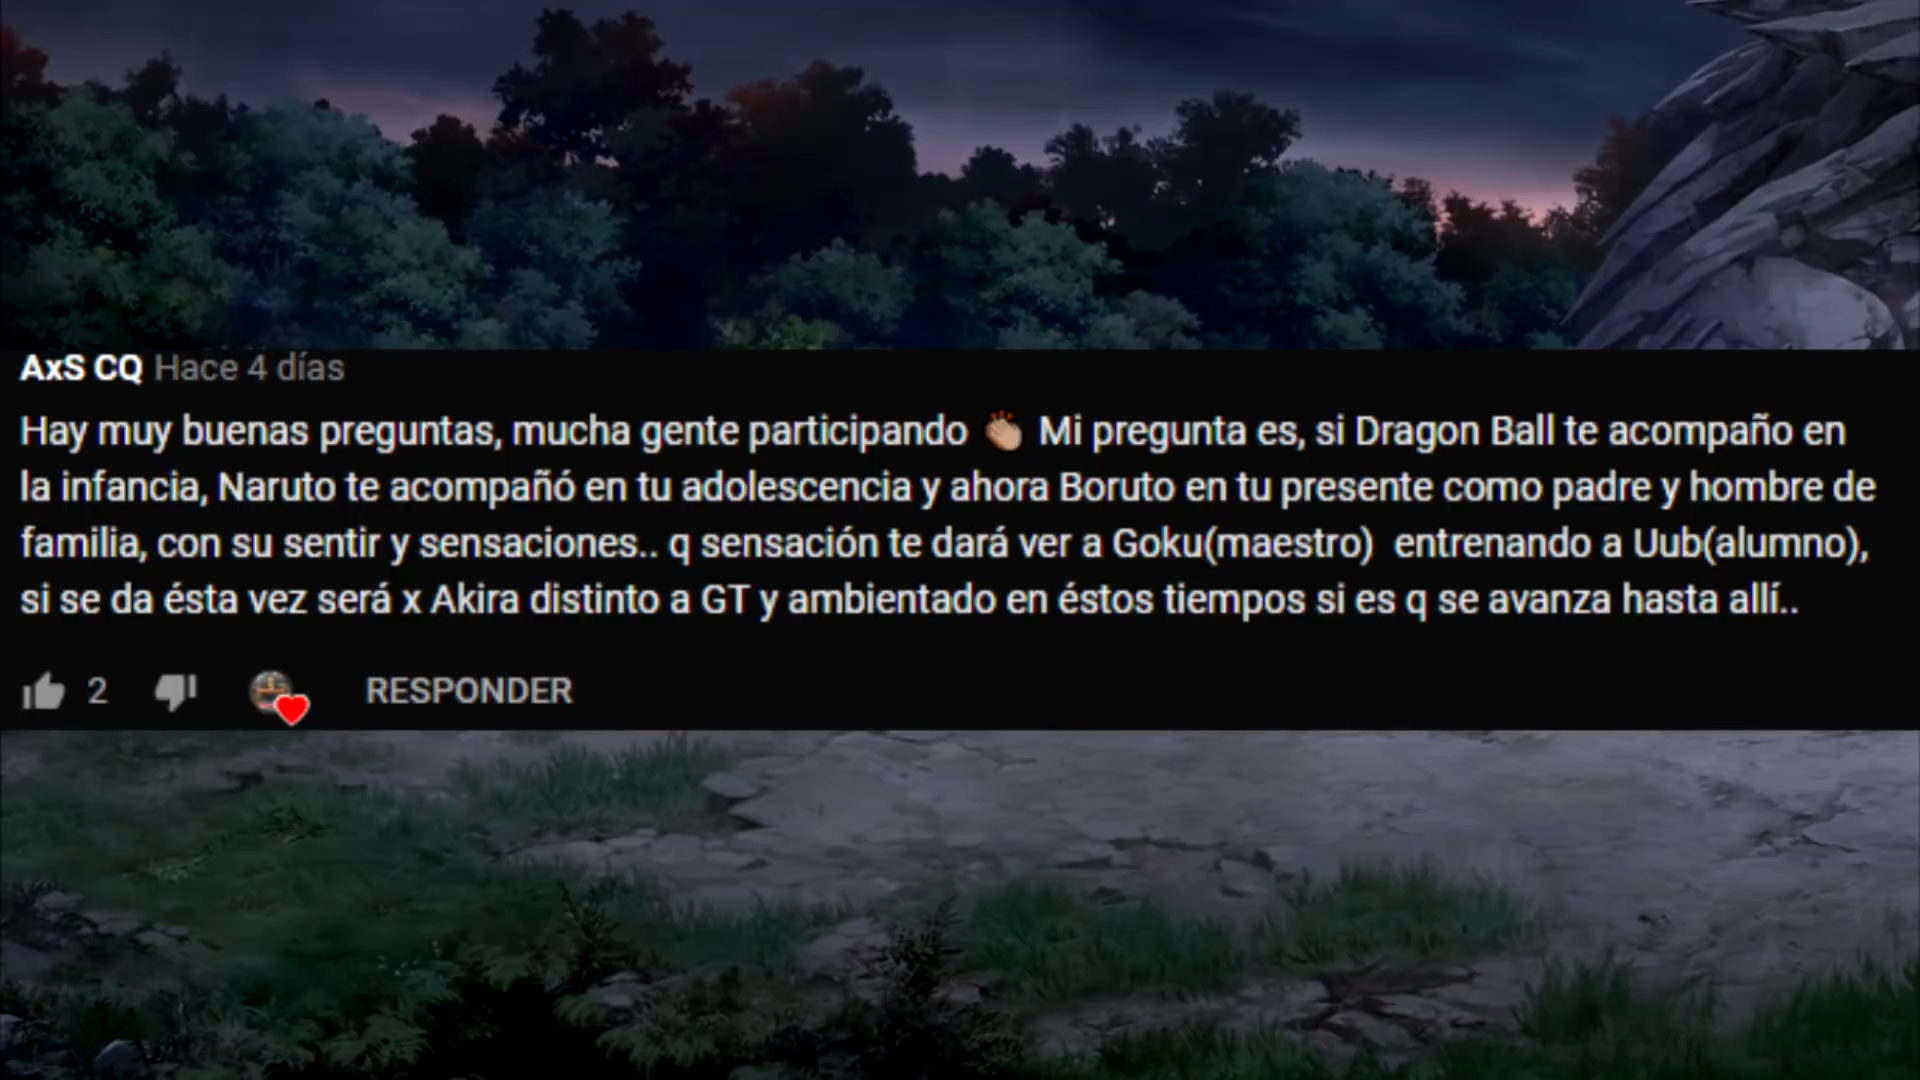 AxS CQ Hace 4 días
Hay muy buenas preguntas, mucha gente participando 👏 Mi pregunta es, si Dragon Ball te acompaño en
la infancia, Naruto te acompañó en tu adolescencia y ahora Boruto en tu presente como padre y hombre de
familia, con su sentir y sensaciones.. q sensación te dará ver a Goku(maestro) entrenando a Uub(alumno),
si se da ésta vez será x Akira distinto a GT y ambientado en éstos tiempos si es q se avanza hasta allí..
2 RESPONDER